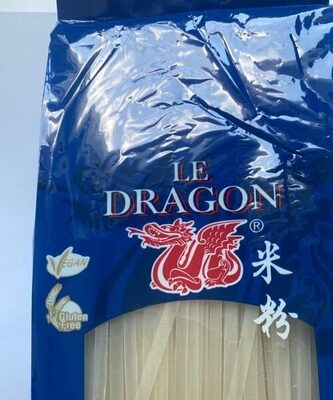 LE
DRAGON
®
米粉
VEGAN
Gluten
Free